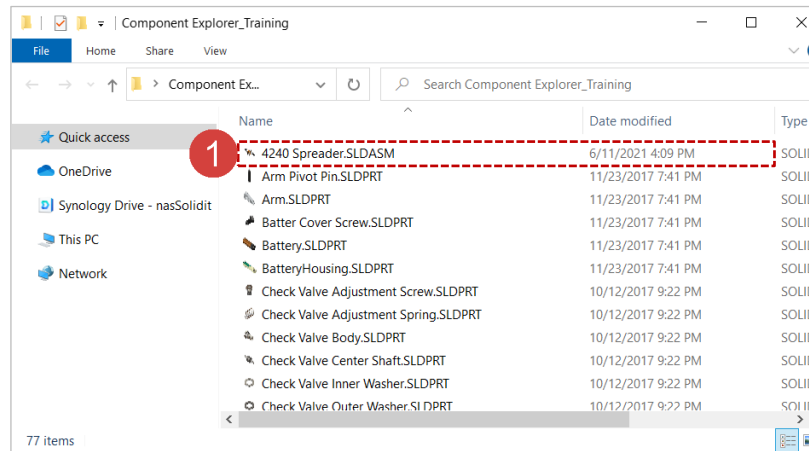 Component Explorer_Training
File Home Share View
Component Ex... Search Component Explorer_Training
Name Date modified Type
Quick access
OneDrive
Synology Drive - nasSolidit
This PC
Network
1
4240 Spreader.SLDASM 6/11/2021 4:09 PM SOLI
Arm Pivot Pin.SLDPRT 11/23/2017 7:41 PM SOLI
Arm.SLDPRT 11/23/2017 7:41 PM SOLI
Batter Cover Screw.SLDPRT 11/23/2017 7:41 PM SOLI
Battery.SLDPRT 11/23/2017 7:41 PM SOLI
BatteryHousing.SLDPRT 11/23/2017 7:41 PM SOLI
Check Valve Adjustment Screw.SLDPRT 10/12/2017 9:22 PM SOLI
Check Valve Adjustment Spring.SLDPRT 10/12/2017 9:22 PM SOLI
Check Valve Body.SLDPRT 10/12/2017 9:22 PM SOLI
Check Valve Center Shaft.SLDPRT 10/12/2017 9:22 PM SOLI
Check Valve Inner Washer.SLDPRT 10/12/2017 9:22 PM SOLI
Check Valve Outer Washer.SLDPRT 10/12/2017 9:22 PM SOLI
77 items